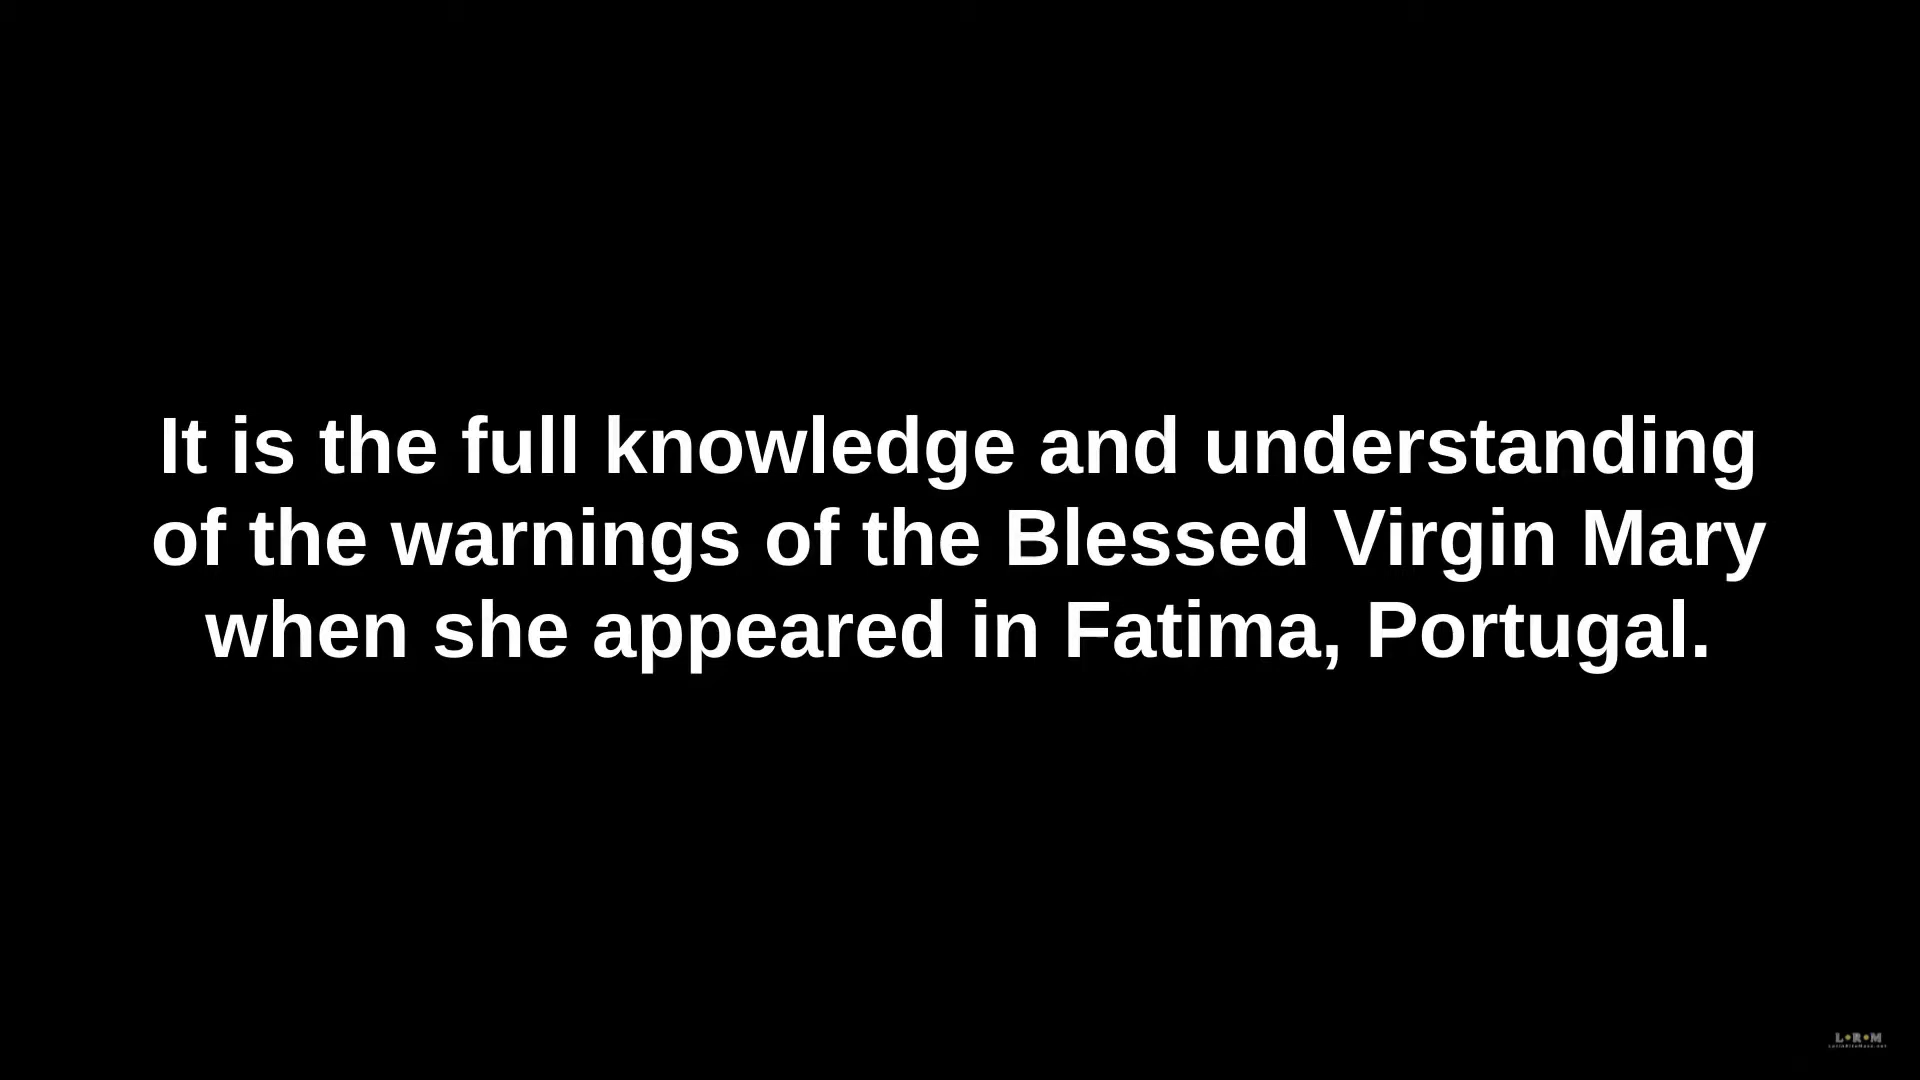 It is the full knowledge and understanding
of the warnings of the Blessed Virgin Mary
when she appeared in Fatima, Portugal.
L•R•M